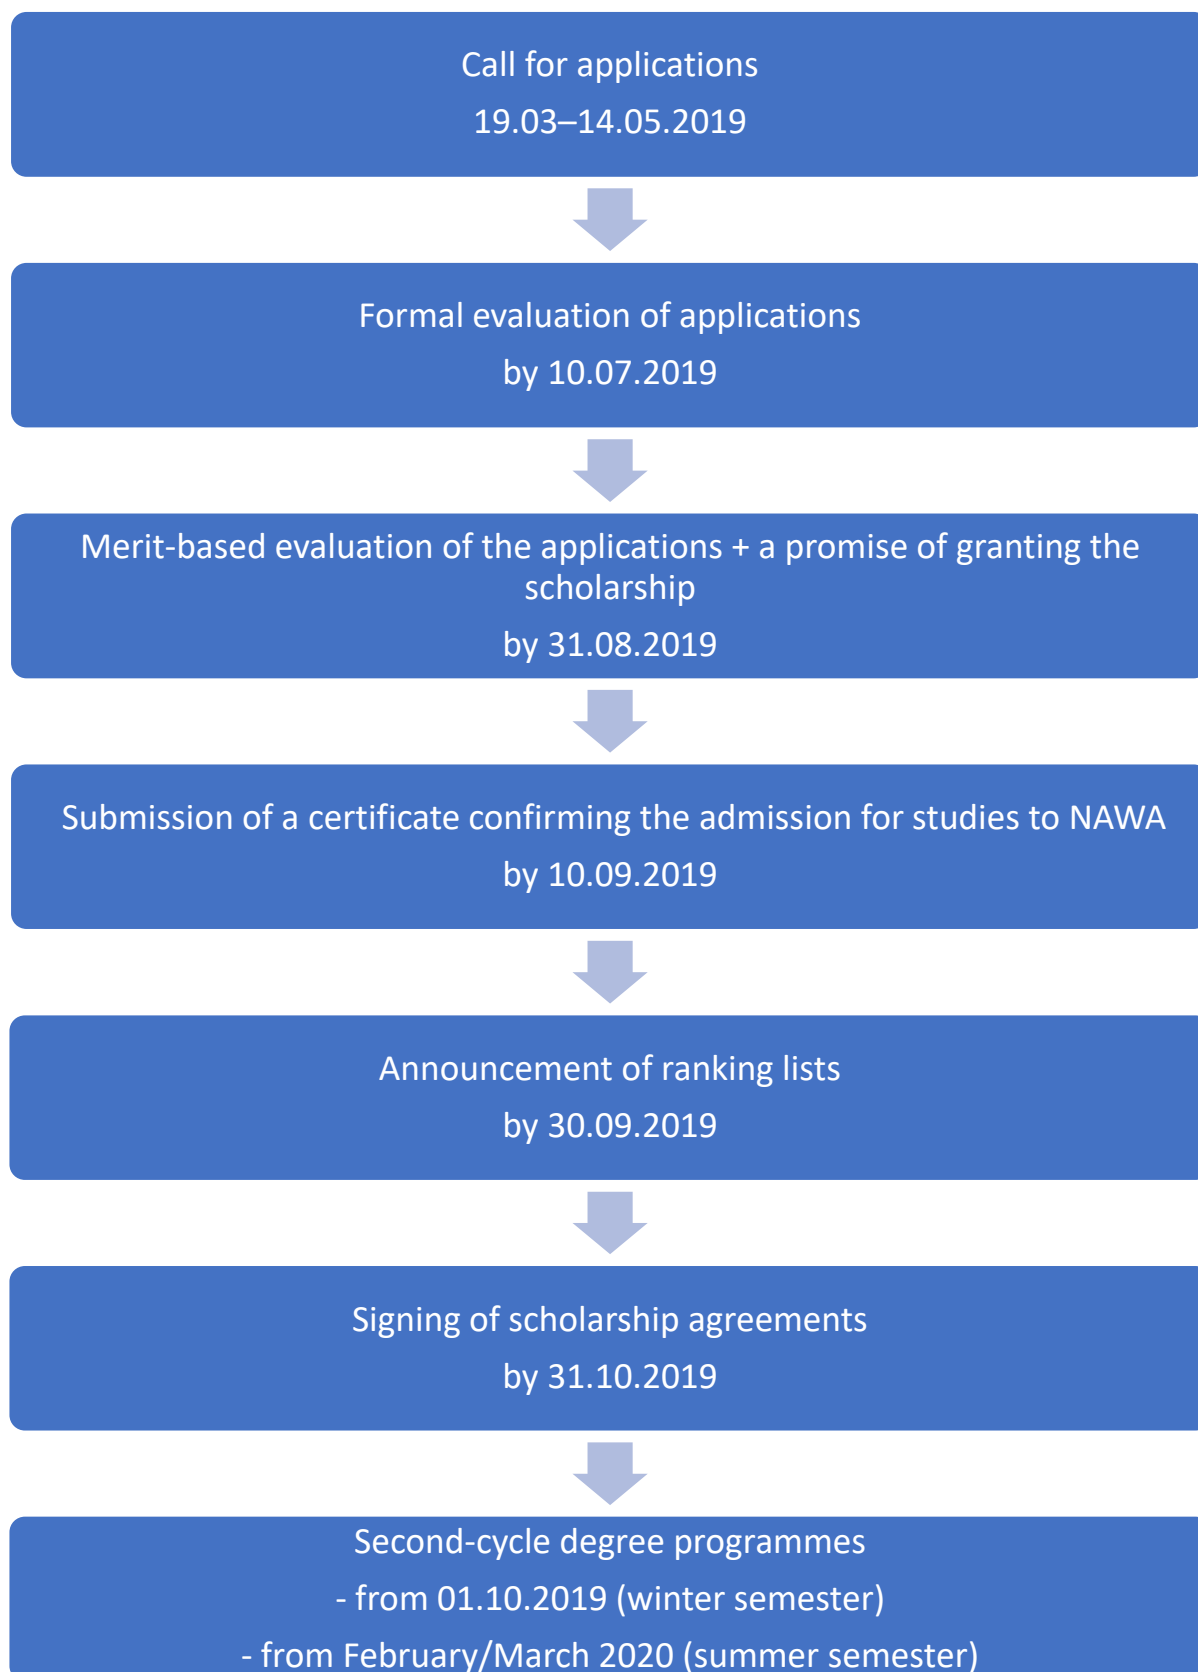 Call for applications
19.03–14.05.2019
Formal evaluation of applications
by 10.07.2019
Merit-based evaluation of the applications + a promise of granting the
scholarship
by 31.08.2019
Submission of a certificate confirming the admission for studies to NAWA
by 10.09.2019
Announcement of ranking lists
by 30.09.2019
Signing of scholarship agreements
by 31.10.2019
Second-cycle degree programmes
- from 01.10.2019 (winter semester)
- from February/March 2020 (summer semester)